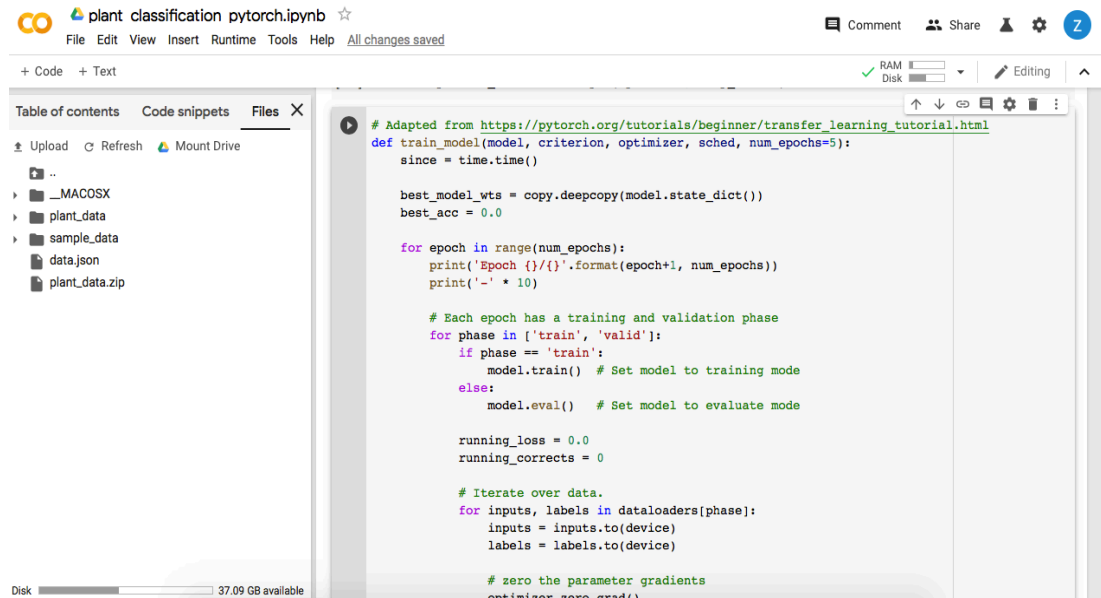 CO plant classification pytorch.ipynb
File Edit View Insert Runtime Tools Help All changes saved
Comment Share Z
+ Code + Text
RAM
Disk
Editing
Table of contents Code snippets Files
Upload Refresh Mount Drive
..
__MACOSX
plant_data
sample_data
data.json
plant_data.zip
Disk 37.09 GB available
# Adapted from https://pytorch.org/tutorials/beginner/transfer_learning_tutorial.html
def train_model(model, criterion, optimizer, sched, num_epochs=5):
    since = time.time()

    best_model_wts = copy.deepcopy(model.state_dict())
    best_acc = 0.0

    for epoch in range(num_epochs):
        print('Epoch {}/{}'.format(epoch+1, num_epochs))
        print('-' * 10)

        # Each epoch has a training and validation phase
        for phase in ['train', 'valid']:
            if phase == 'train':
                model.train()  # Set model to training mode
            else:
                model.eval()   # Set model to evaluate mode

            running_loss = 0.0
            running_corrects = 0

            # Iterate over data.
            for inputs, labels in dataloaders[phase]:
                inputs = inputs.to(device)
                labels = labels.to(device)

                # zero the parameter gradients
                optimizer.zero_grad()